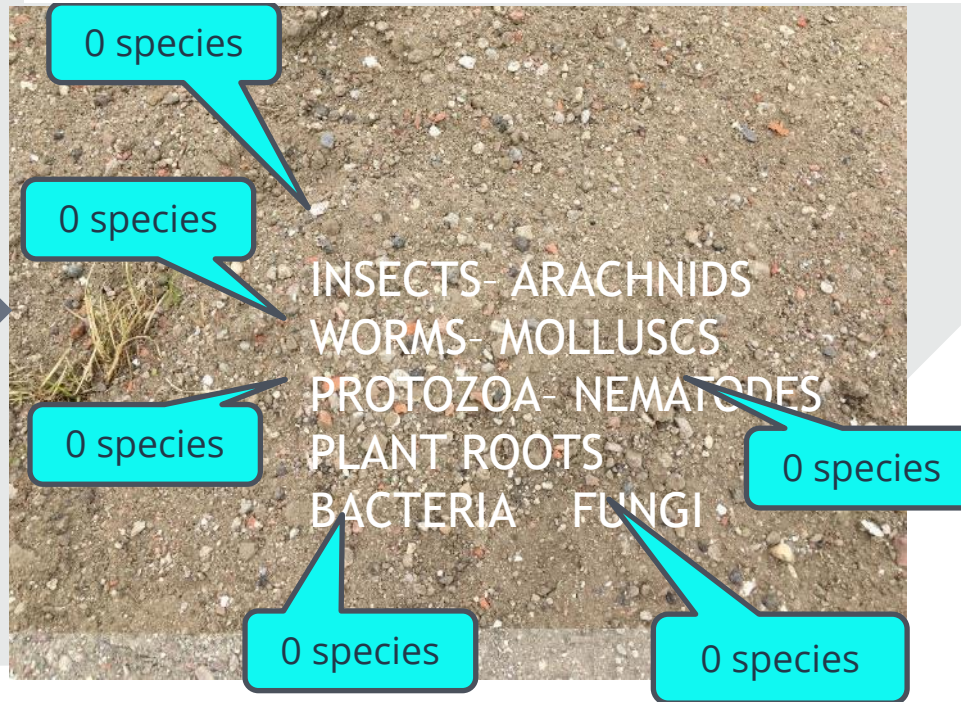 0 species
0 species
INSECTS- ARACHNIDS
WORMS- MOLLUSCS
PROTOZOA- NEMATODES
0 species
PLANT ROOTS
0 species
BACTERIA FUNGI
0 species
0 species